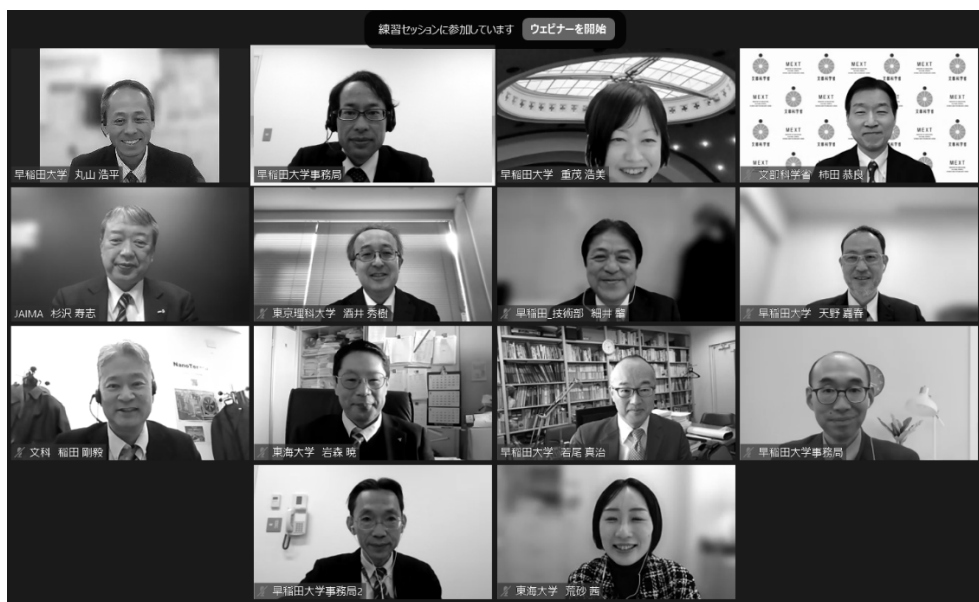 練習セッションに参加しています ウェビナーを開始
早稲田大学 丸山 浩平
早稲田大学事務局
早稲田大学 重茂 浩美
文部科学省 柿田 恭良
MEXT
文部科学省
JAIMA 杉沢 寿志
東京理科大学 酒井 秀樹
早稲田_技術部 細井 肇
早稲田大学 天野 嘉春
文科 稲田 剛毅
東海大学 岩森 暁
早稲田大学 若尾 真治
早稲田大学事務局
早稲田大学事務局2
東海大学 荒砂 茜